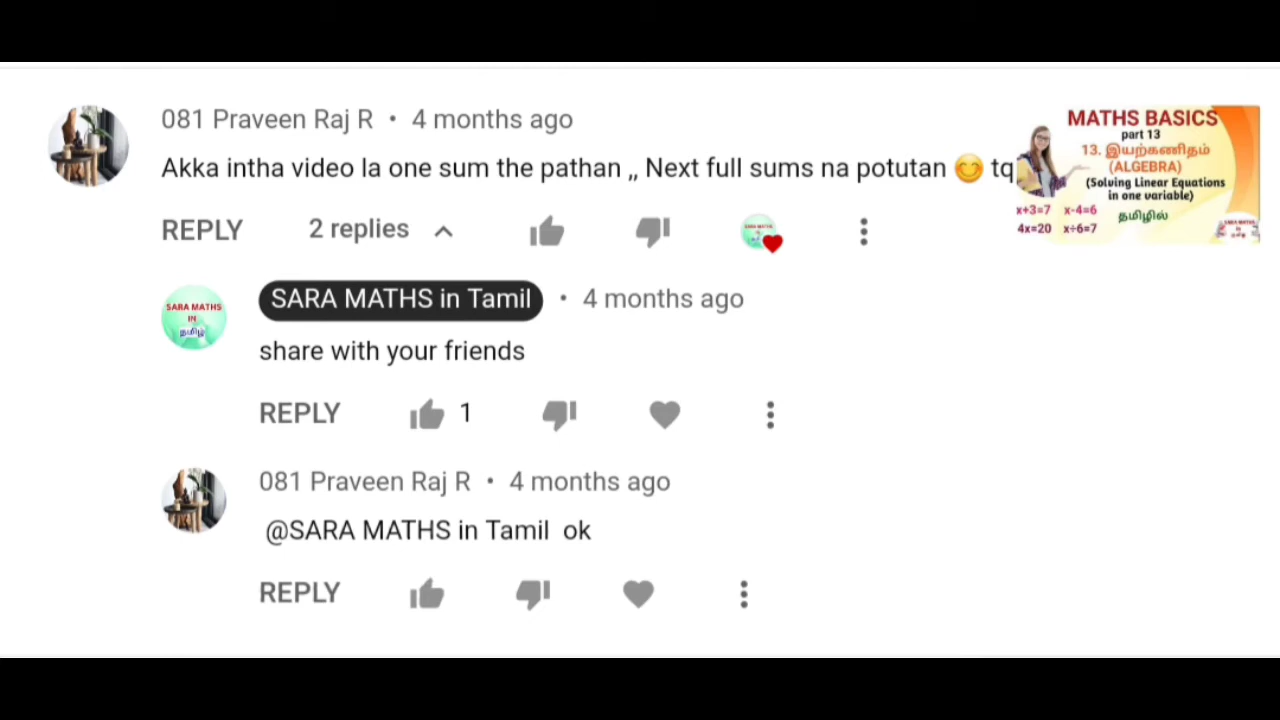 081 Praveen Raj R • 4 months ago
Akka intha video la one sum the pathan ,, Next full sums na potutan 😊 tq
REPLY 2 replies
MATHS BASICS
part 13
13. இயற்கணிதம்
(ALGEBRA)
(Solving Linear Equations
in one variable)
x+3=7 x-4=6
4x=20 x÷6=7
தமிழில்
SARA MATHS
IN
தமிழ்
SARA MATHS in Tamil • 4 months ago
share with your friends
REPLY 1
081 Praveen Raj R • 4 months ago
@SARA MATHS in Tamil ok
REPLY